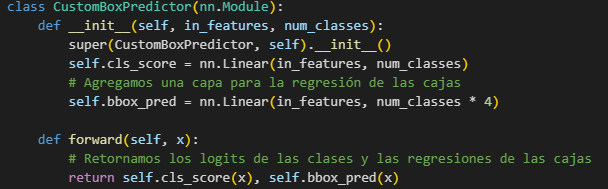 class CustomBoxPredictor(nn.Module):
    def __init__(self, in_features, num_classes):
        super(CustomBoxPredictor, self).__init__()
        self.cls_score = nn.Linear(in_features, num_classes)
        # Agregamos una capa para la regresión de las cajas
        self.bbox_pred = nn.Linear(in_features, num_classes * 4)

    def forward(self, x):
        # Retornamos los logits de las clases y las regresiones de las cajas
        return self.cls_score(x), self.bbox_pred(x)